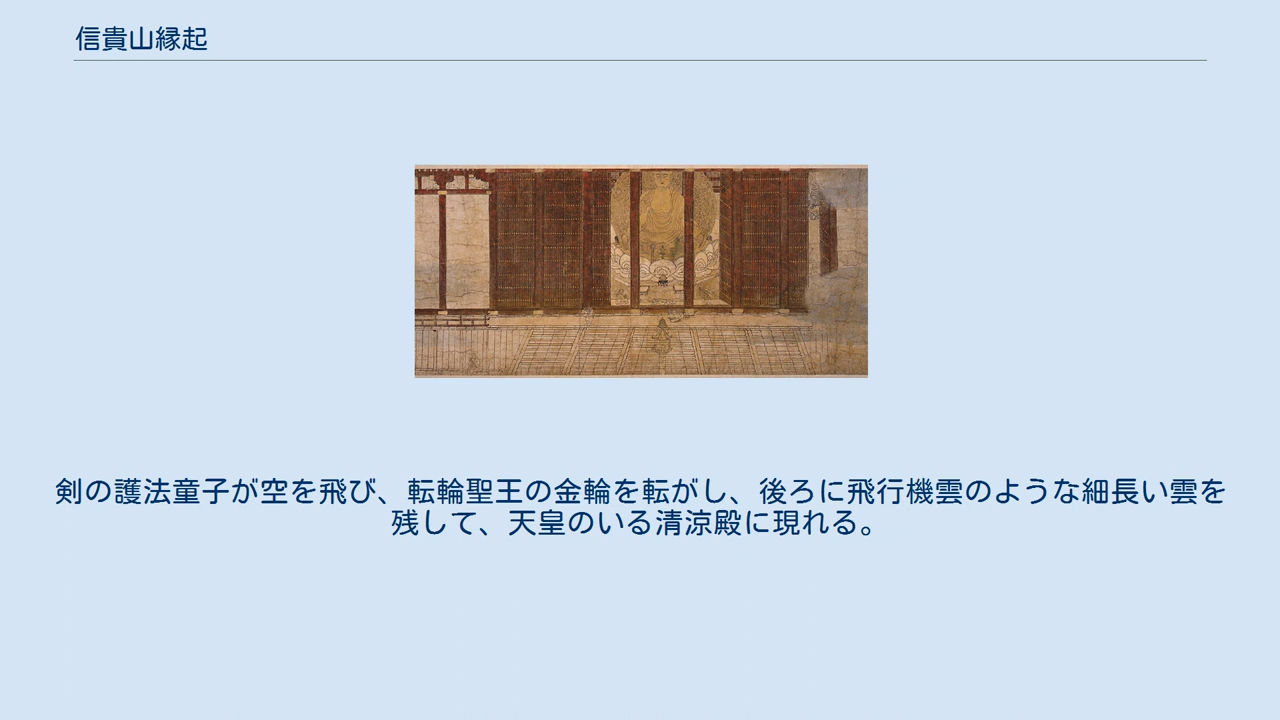 信貴山縁起
剣の護法童子が空を飛び、転輪聖王の金輪を転がし、後ろに飛行機雲のような細長い雲を
残して、天皇のいる清涼殿に現れる。